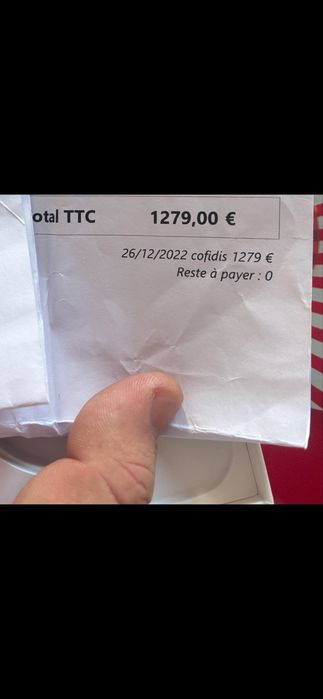 otal TTC 1279,00 €
26/12/2022 cofidis 1279 €
Reste à payer : 0